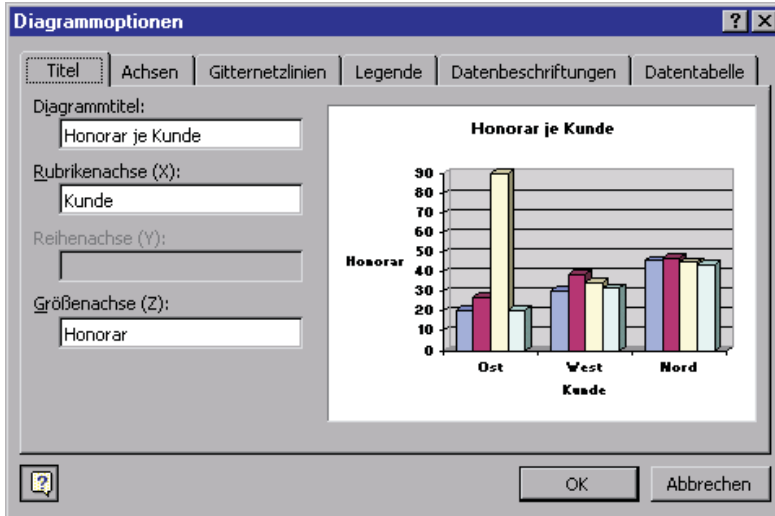 Diagrammoptionen
Titel Achsen Gitternetzlinien Legende Datenbeschriftungen Datentabelle
Diagrammtitel:
Honorar je Kunde
Rubrikenachse (X):
Kunde
Reihenachse (Y):
Größenachse (Z):
Honorar
Honorar je Kunde
90
80
70
60
50
40
30
20
10
0
Honorar
Ost West Nord
Kunde
OK Abbrechen